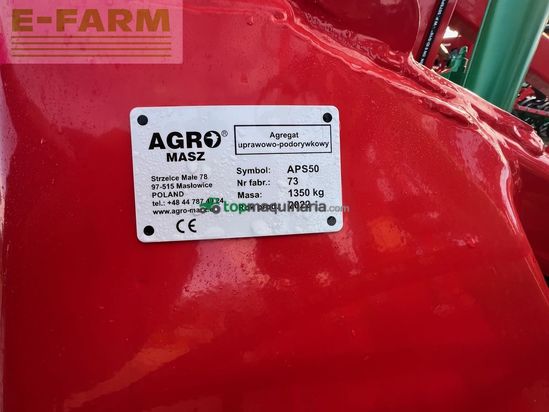 E-FARM
AGRO®
MASZ
Agregat
uprawowo-podorywkowy
Strzelce Małe 78
97-515 Masłowice
POLAND
tel.: +48 44 787
www.agro-masz
Symbol: APS50
Nr fabr.: 73
Masa: 1350 kg
2022
topmaquinaria.com
CE